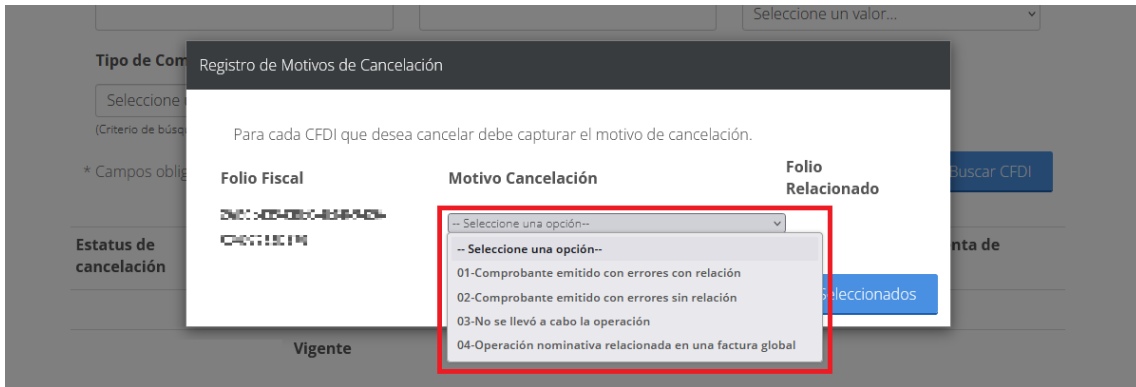 Seleccione un valor...
Tipo de Com
Registro de Motivos de Cancelación
Seleccione
(Criterio de búsq
Para cada CFDI que desea cancelar debe capturar el motivo de cancelación.
* Campos oblig
Buscar CFDI
Folio Fiscal
Motivo Cancelación
Folio
Relacionado
-- Seleccione una opción--
Estatus de
cancelación
nta de
-- Seleccione una opción--
01-Comprobante emitido con errores con relación
02-Comprobante emitido con errores sin relación
03-No se llevó a cabo la operación
04-Operación nominativa relacionada en una factura global
Seleccionados
Vigente